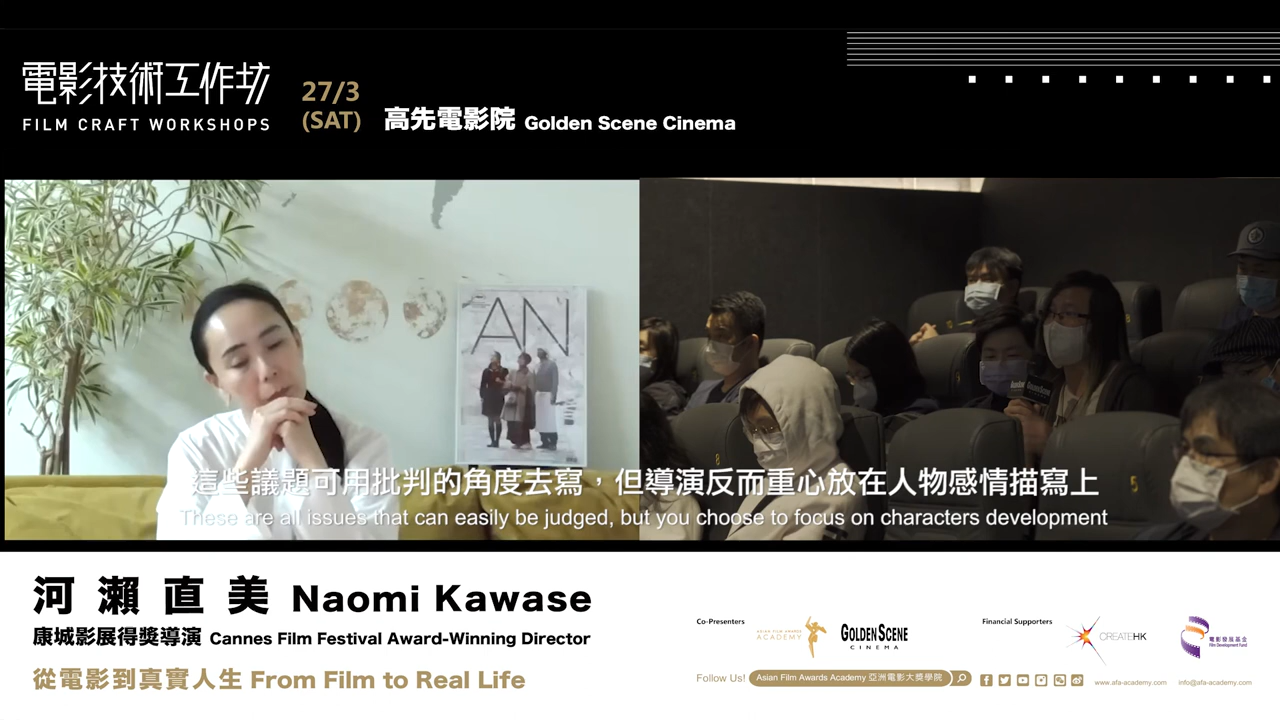 電影技術工作坊
FILM CRAFT WORKSHOPS
27/3
(SAT)
高先電影院 Golden Scene Cinema
AN
這些議題可用批判的角度去寫，但導演反而重心放在人物感情描寫上
These are all issues that can easily be judged, but you choose to focus on characters development
河瀨直美 Naomi Kawase
康城影展得獎導演 Cannes Film Festival Award-Winning Director
從電影到真實人生 From Film to Real Life
Co-Presenters
ASIAN FILM AWARDS
ACADEMY
GOLDEN SCENE
CINEMA
Financial Supporters
CREATEHK
電影發展基金
Film Development Fund
Follow Us! Asian Film Awards Academy 亞洲電影大獎學院
www.afa-academy.com info@afa-academy.com